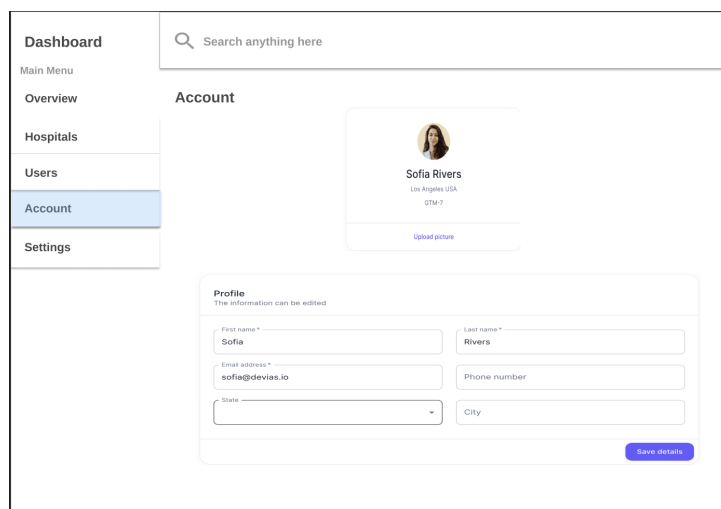 Dashboard
Search anything here
Main Menu
Overview
Hospitals
Users
Account
Settings
Account
Sofia Rivers
Los Angeles USA
GTM-7
Upload picture
Profile
The information can be edited
First name *
Sofia
Last name *
Rivers
Email address *
sofia@devias.io
Phone number
State
City
Save details